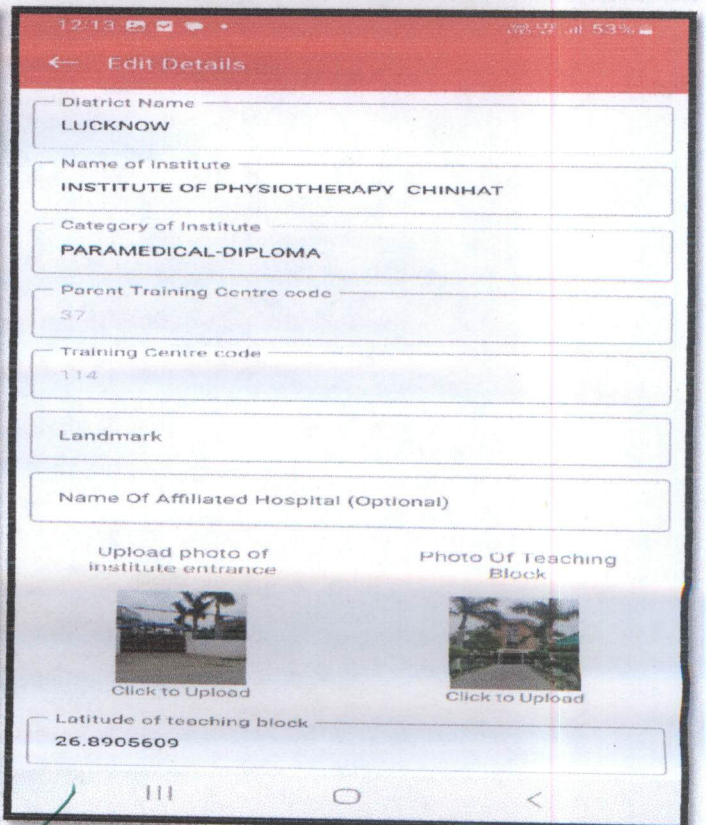 12:13
53%
← Edit Details
District Name
LUCKNOW
Name of Institute
INSTITUTE OF PHYSIOTHERAPY CHINHAT
Category of Institute
PARAMEDICAL-DIPLOMA
Parent Training Centre code
37
Training Centre code
114
Landmark
Name Of Affiliated Hospital (Optional)
Upload photo of
institute entrance
Click to Upload
Photo Of Teaching
Block
Click to Upload
Latitude of teaching block
26.8905609